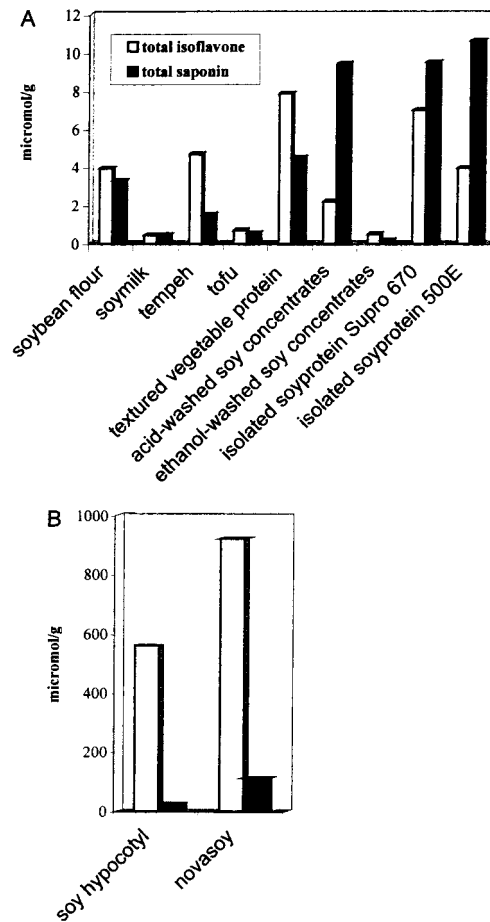 A
12
10
8
6
4
2
0
micromol/g
total isoflavone
total saponin
soybean flour
soymilk
tempeh
tofu
textured vegetable protein
acid-washed soy concentrates
ethanol-washed soy concentrates
isolated soyprotein Supro 670
isolated soyprotein 500E
B
1000
800
600
400
200
0
micromol/g
soy hypocotyl
novasoy